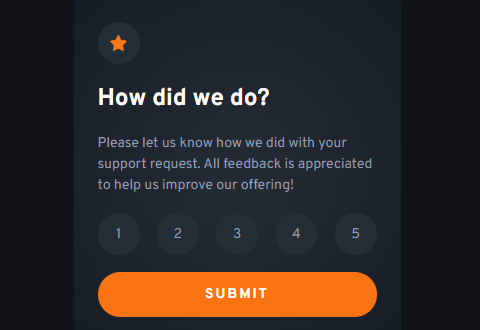 How did we do?
Please let us know how we did with your
support request. All feedback is appreciated
to help us improve our offering!
1 2 3 4 5
SUBMIT